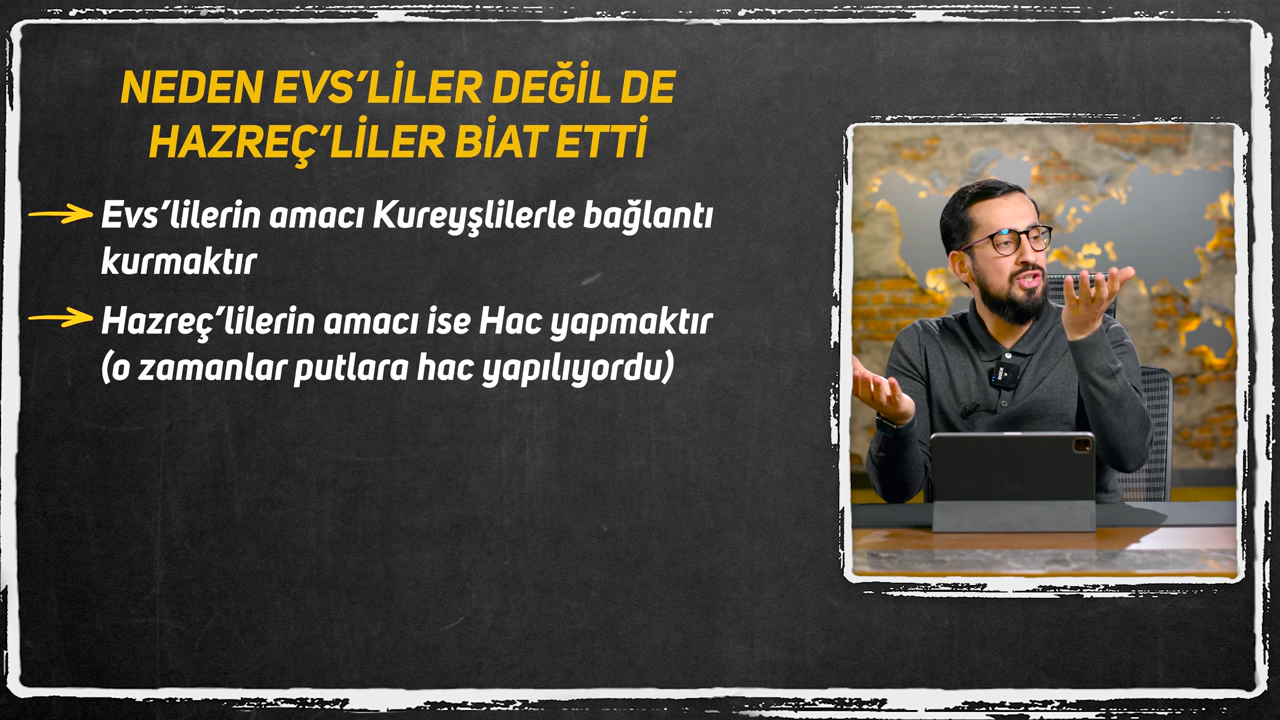 NEDEN EVS’LİLER DEĞİL DE
HAZREÇ’LİLER BİAT ETTİ
Evs’lilerin amacı Kureyşlilerle bağlantı
kurmaktır
Hazreç’lilerin amacı ise Hac yapmaktır
(o zamanlar putlara hac yapılıyordu)